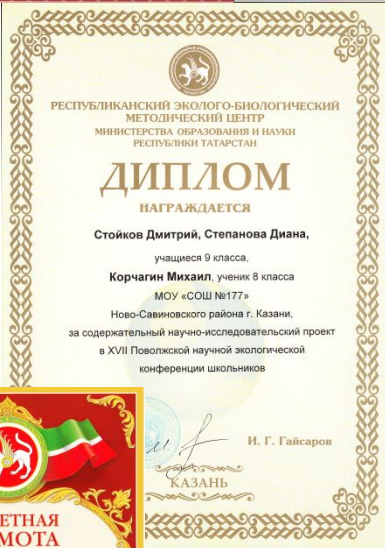 РЕСПУБЛИКАНСКИЙ ЭКОЛОГО-БИОЛОГИЧЕСКИЙ
МЕТОДИЧЕСКИЙ ЦЕНТР
МИНИСТЕРСТВА ОБРАЗОВАНИЯ И НАУКИ
РЕСПУБЛИКИ ТАТАРСТАН
ДИПЛОМ
НАГРАЖДАЕТСЯ
Стойков Дмитрий, Степанова Диана,
учащиеся 9 класса,
Корчагин Михаил, ученик 8 класса
МОУ «СОШ №177»
Ново-Савиновского района г. Казани,
за содержательный научно-исследовательский проект
в XVII Поволжской научной экологической
конференции школьников
И. Г. Гайсаров
КАЗАНЬ
ЕТНАЯ
МОТА